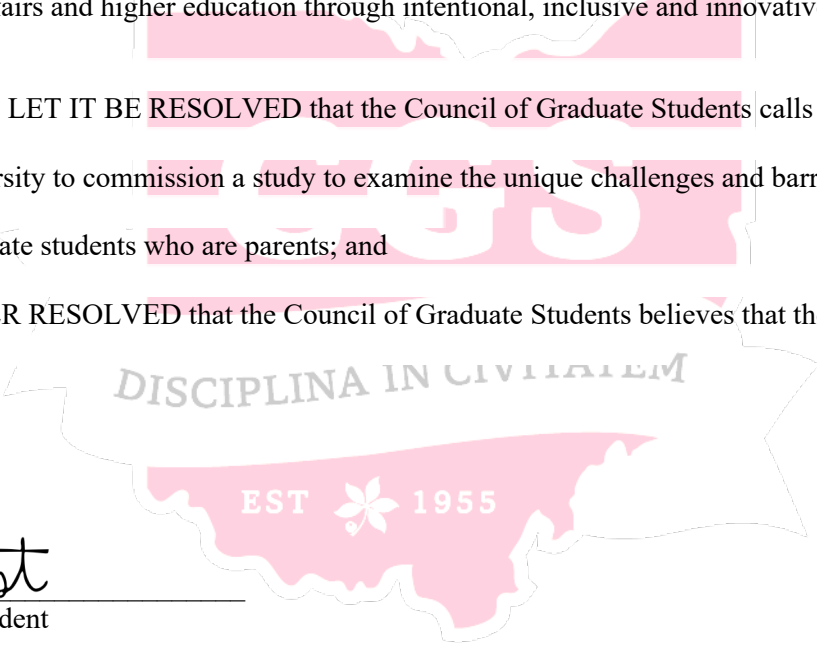 airs and higher education through intentional, inclusive and innovativ
LET IT BE RESOLVED that the Council of Graduate Students calls
rsity to commission a study to examine the unique challenges and barr
ate students who are parents; and
R RESOLVED that the Council of Graduate Students believes that th
CGS
DISCIPLINA IN CIVITATEM
EST 1955
st
dent